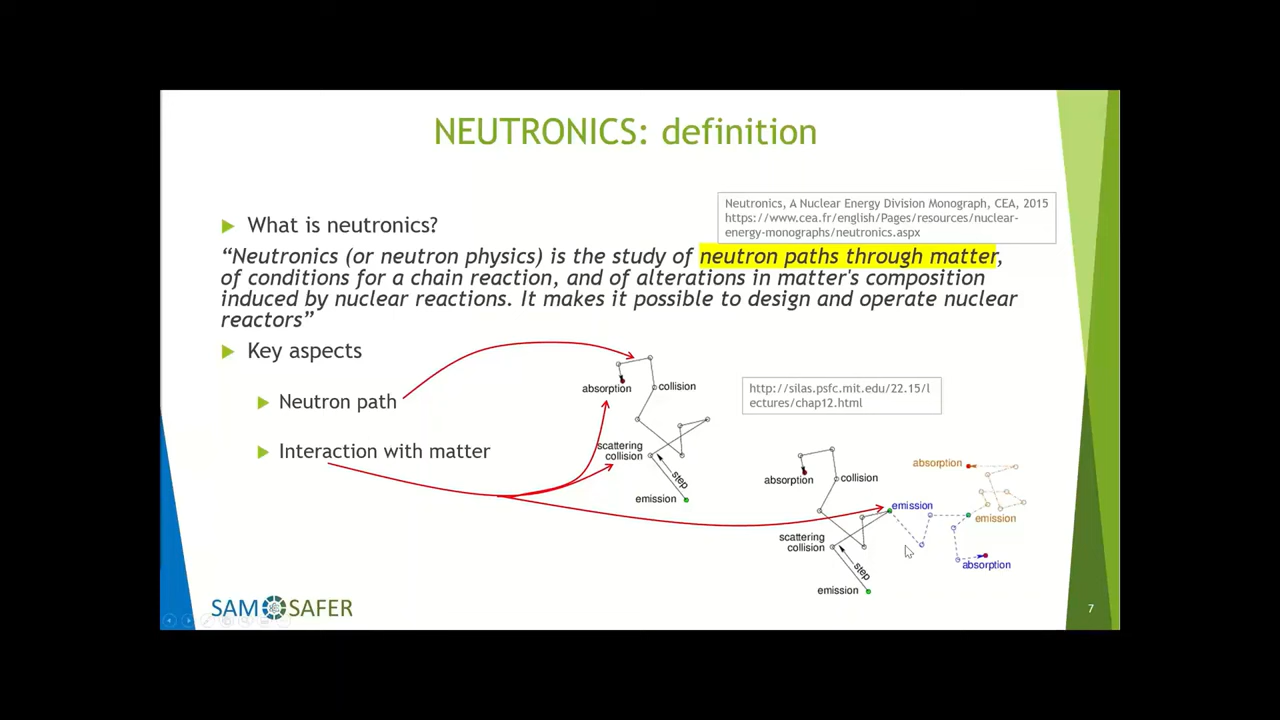 NEUTRONICS: definition
Neutronics, A Nuclear Energy Division Monograph, CEA, 2015
https://www.cea.fr/english/Pages/resources/nuclear-
energy-monographs/neutronics.aspx
What is neutronics?
“Neutronics (or neutron physics) is the study of neutron paths through matter,
of conditions for a chain reaction, and of alterations in matter's composition
induced by nuclear reactions. It makes it possible to design and operate nuclear
reactors”
Key aspects
Neutron path
Interaction with matter
absorption
collision
scattering
collision
step
emission
http://silas.psfc.mit.edu/22.15/l
ectures/chap12.html
absorption
collision
scattering
collision
step
emission
emission
absorption
absorption
emission
SAM SAFER
7